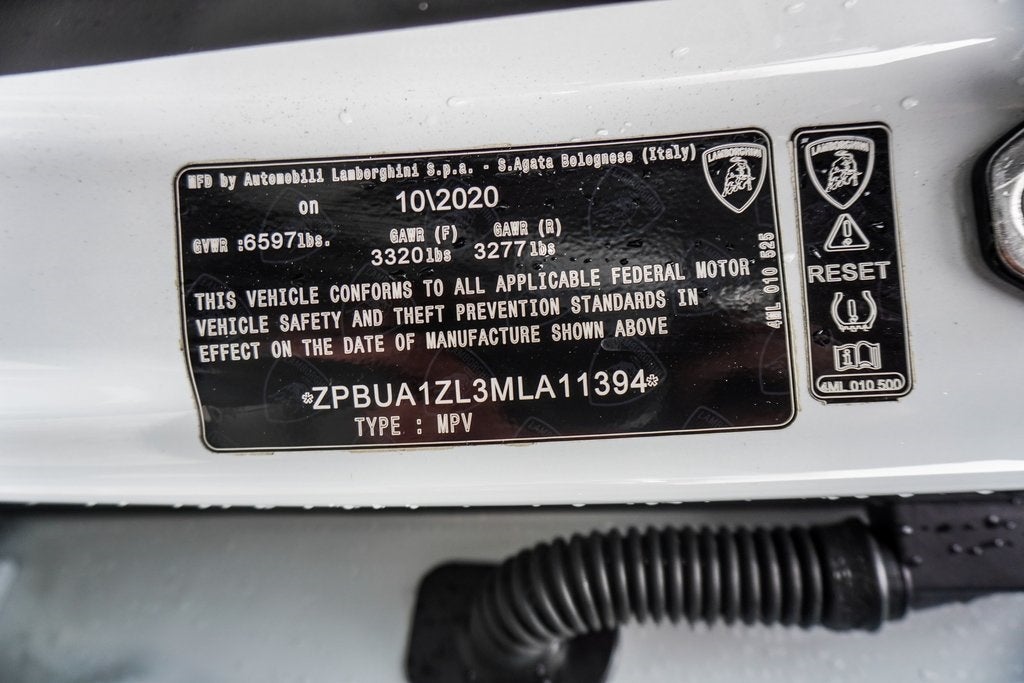 MFD by Automobili Lamborghini S.p.a. - S.Agata Bolognese (Italy)
on 10\2020
GVWR :6597lbs. GAWR (F) GAWR (R)
3320lbs 3277lbs
THIS VEHICLE CONFORMS TO ALL APPLICABLE FEDERAL MOTOR
VEHICLE SAFETY AND THEFT PREVENTION STANDARDS IN
EFFECT ON THE DATE OF MANUFACTURE SHOWN ABOVE
*ZPBUA1ZL3MLA11394*
TYPE : MPV
LAMBORGHINI
4ML 010 525
LAMBORGHINI
RESET
4ML 010 500